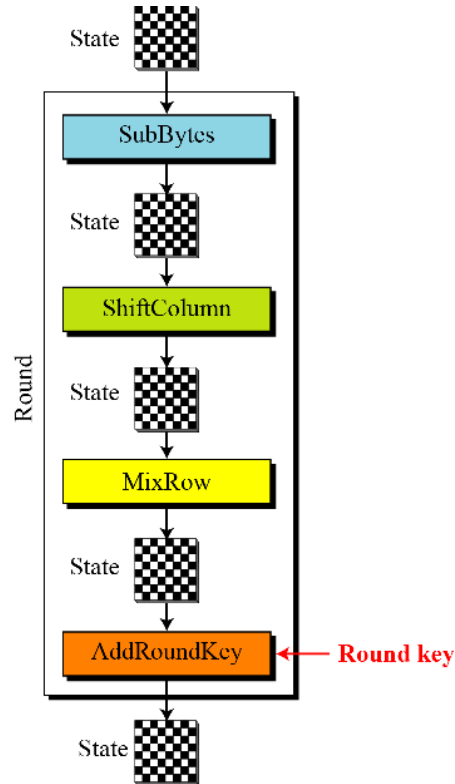 State
SubBytes
State
ShiftColumn
Round
State
MixRow
State
AddRoundKey
Round key
State